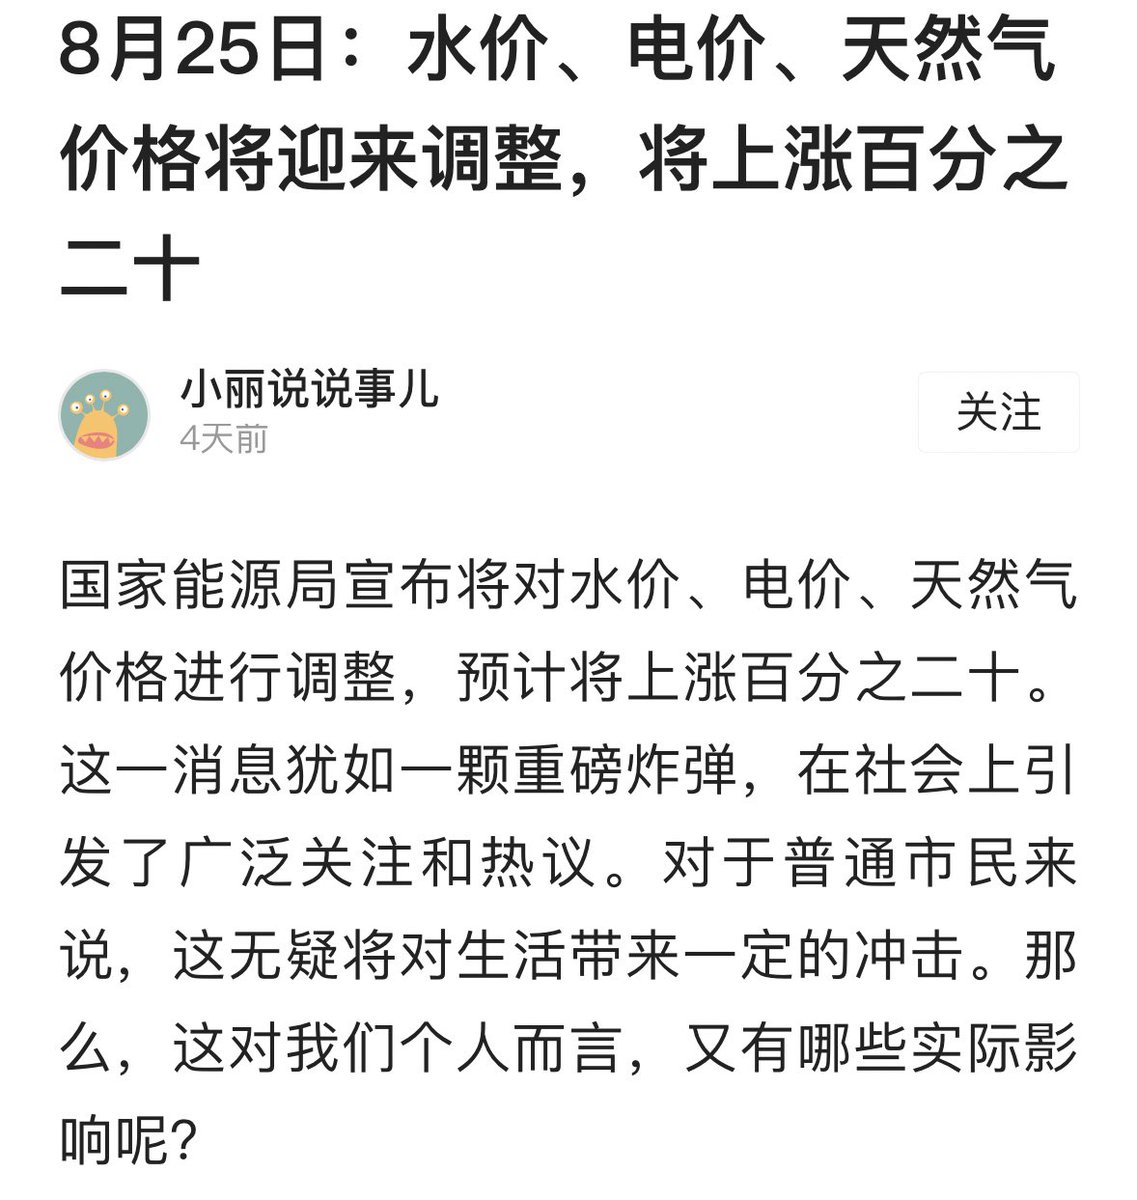 8月25日：水价、电价、天然气
价格将迎来调整，将上涨百分之
二十
小丽说说事儿
4天前
关注
国家能源局宣布将对水价、电价、天然气
价格进行调整，预计将上涨百分之二十。
这一消息犹如一颗重磅炸弹，在社会上引
发了广泛关注和热议。对于普通市民来
说，这无疑将对生活带来一定的冲击。那
么，这对我们个人而言，又有哪些实际影
响呢？